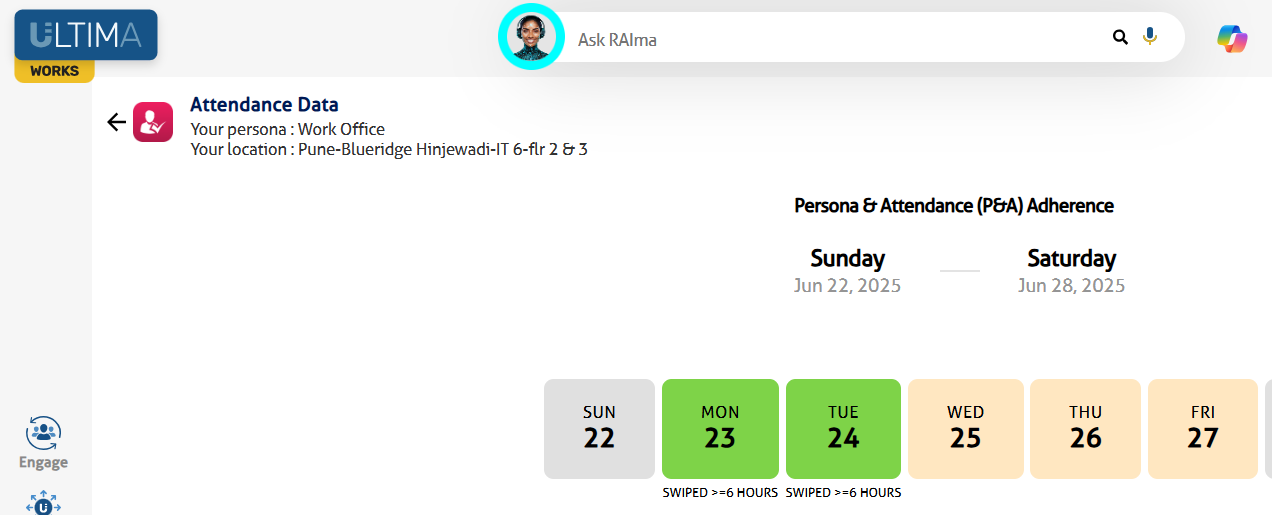 ULTIMA
WORKS
Ask RAIma
Attendance Data
Your persona : Work Office
Your location : Pune-Blueridge Hinjewadi-IT 6-flr 2 & 3
Persona & Attendance (P&A) Adherence
Sunday Saturday
Jun 22, 2025 Jun 28, 2025
SUN MON TUE WED THU FRI
22 23 24 25 26 27
SWIPED >=6 HOURS SWIPED >=6 HOURS
Engage
U